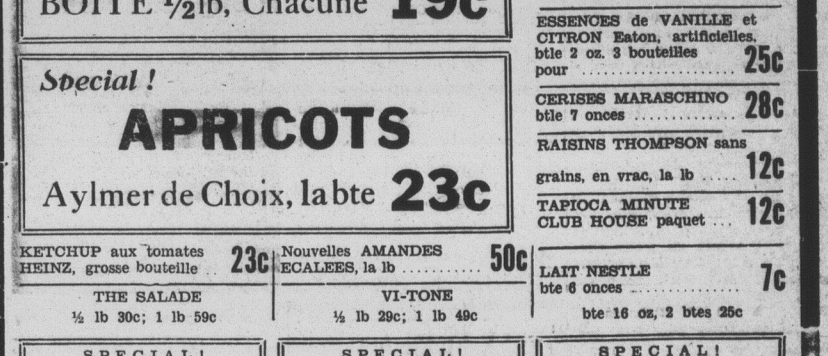 BOITE ½lb, Chacune 19c
Special !
APRICOTS
Aylmer de Choix, la bte 23c
KETCHUP aux tomates
HEINZ, grosse bouteille .. 23c
THE SALADE
½ lb 30c; 1 lb 59c
Nouvelles AMANDES
ECALEES, la lb ........... 50c
VI-TONE
½ lb 29c; 1 lb 49c
ESSENCES de VANILLE et
CITRON Eaton, artificielles,
btle 2 oz. 3 bouteilles
pour .................... 25c
CERISES MARASCHINO
btle 7 onces ............ 28c
RAISINS THOMPSON sans
grains, en vrac, la lb ..... 12c
TAPIOCA MINUTE
CLUB HOUSE paquet ... 12c
LAIT NESTLE
bte 6 onces .............. 7c
bte 16 oz, 2 btes 25c
SPECIAL!
SPECIAL!
SPECIAL!